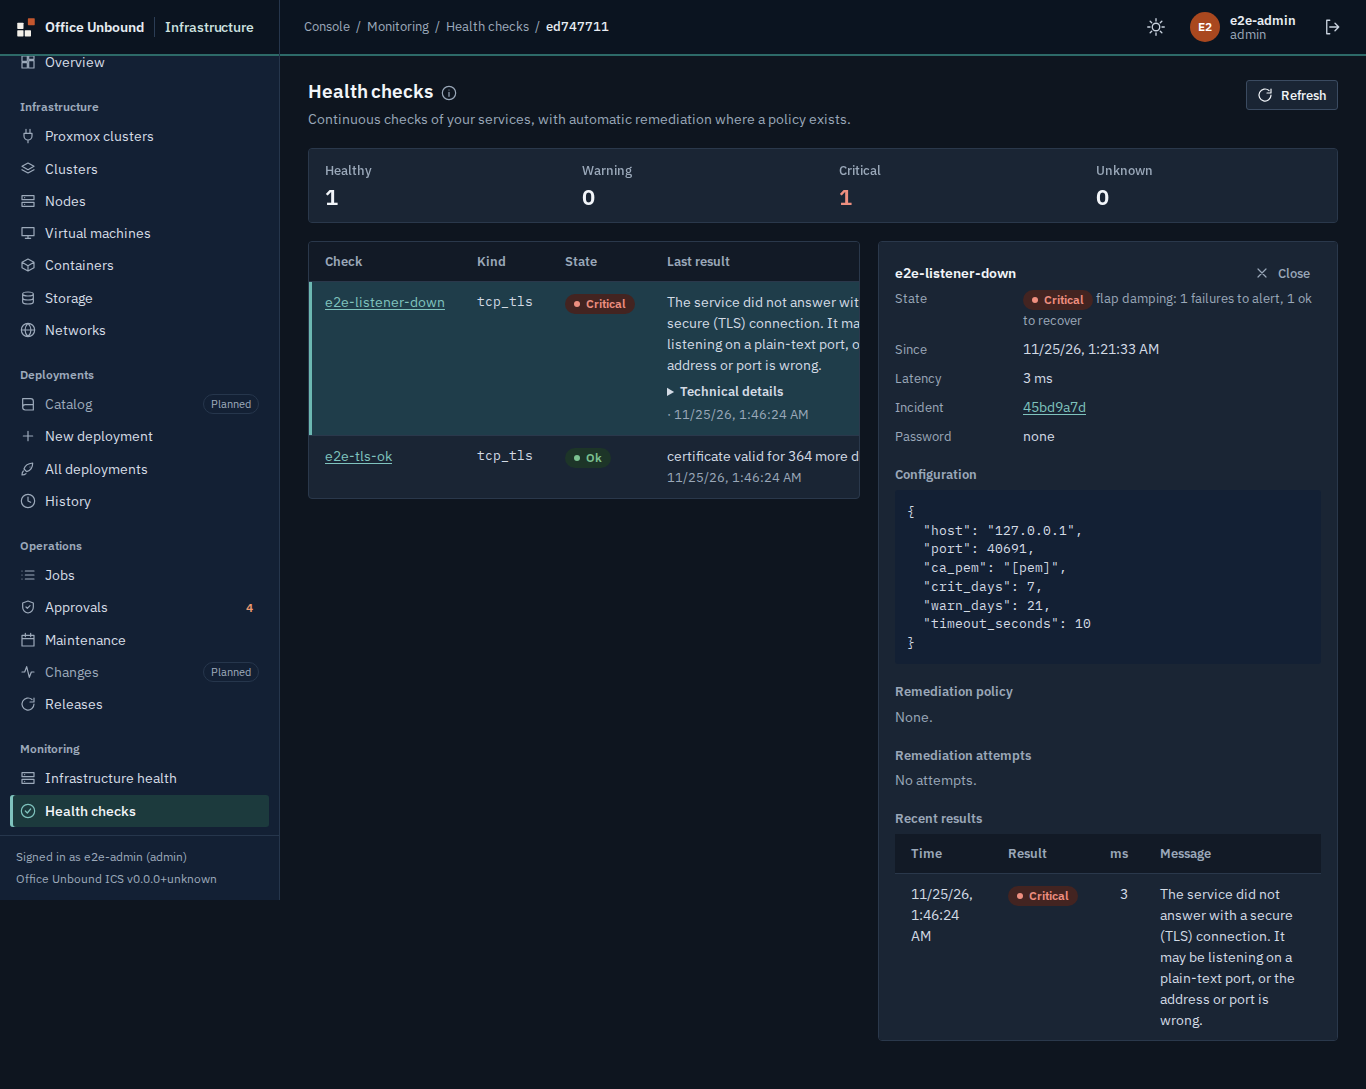 Office Unbound
Infrastructure
Console / Monitoring / Health checks / ed747711
E2
e2e-admin
admin
Overview
Infrastructure
Proxmox clusters
Clusters
Nodes
Virtual machines
Containers
Storage
Networks
Deployments
Catalog
Planned
New deployment
All deployments
History
Operations
Jobs
Approvals
4
Maintenance
Changes
Planned
Releases
Monitoring
Infrastructure health
Health checks
Signed in as e2e-admin (admin)
Office Unbound ICS v0.0.0+unknown
Health checks
Continuous checks of your services, with automatic remediation where a policy exists.
Refresh
Healthy
1
Warning
0
Critical
1
Unknown
0
Check Kind State Last result
e2e-listener-down
tcp_tls
Critical
The service did not answer wit
secure (TLS) connection. It ma
listening on a plain-text port, o
address or port is wrong.
Technical details
· 11/25/26, 1:46:24 AM
e2e-tls-ok
tcp_tls
Ok
certificate valid for 364 more d
11/25/26, 1:46:24 AM
e2e-listener-down
Close
State
Critical flap damping: 1 failures to alert, 1 ok
to recover
Since
11/25/26, 1:21:33 AM
Latency
3 ms
Incident
45bd9a7d
Password
none
Configuration
{
"host": "127.0.0.1",
"port": 40691,
"ca_pem": "[pem]",
"crit_days": 7,
"warn_days": 21,
"timeout_seconds": 10
}
Remediation policy
None.
Remediation attempts
No attempts.
Recent results
Time Result ms Message
11/25/26,
1:46:24
AM
Critical
3
The service did not
answer with a secure
(TLS) connection. It
may be listening on a
plain-text port, or the
address or port is
wrong.